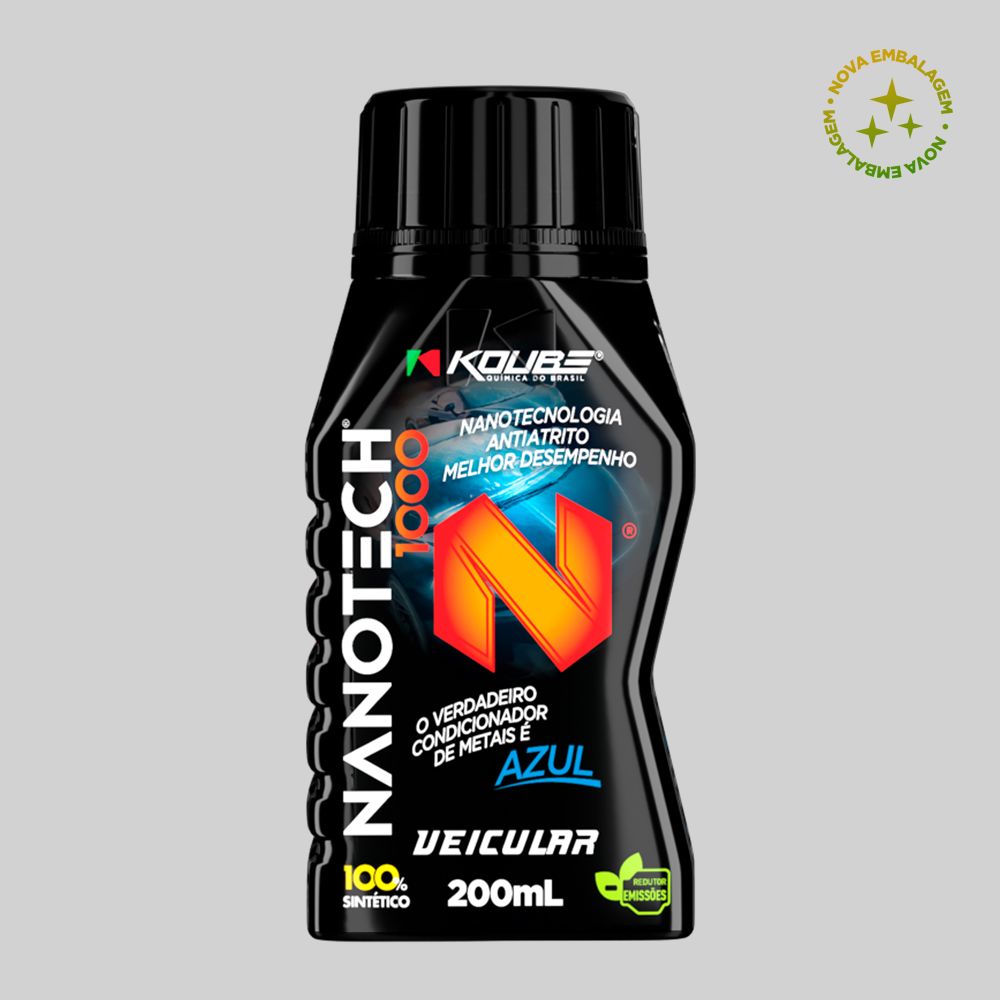 • NOVA EMBALAGEM • NOVA EMBALAGEM
KOUBE®
QUÍMICA DO BRASIL
NANOTECNOLOGIA
ANTIATRITO
MELHOR DESEMPENHO
NANOTECH®
1000
N®
O VERDADEIRO
CONDICIONADOR
DE METAIS É
AZUL
VEICULAR
100%
SINTÉTICO
200mL
REDUTOR
EMISSÕES